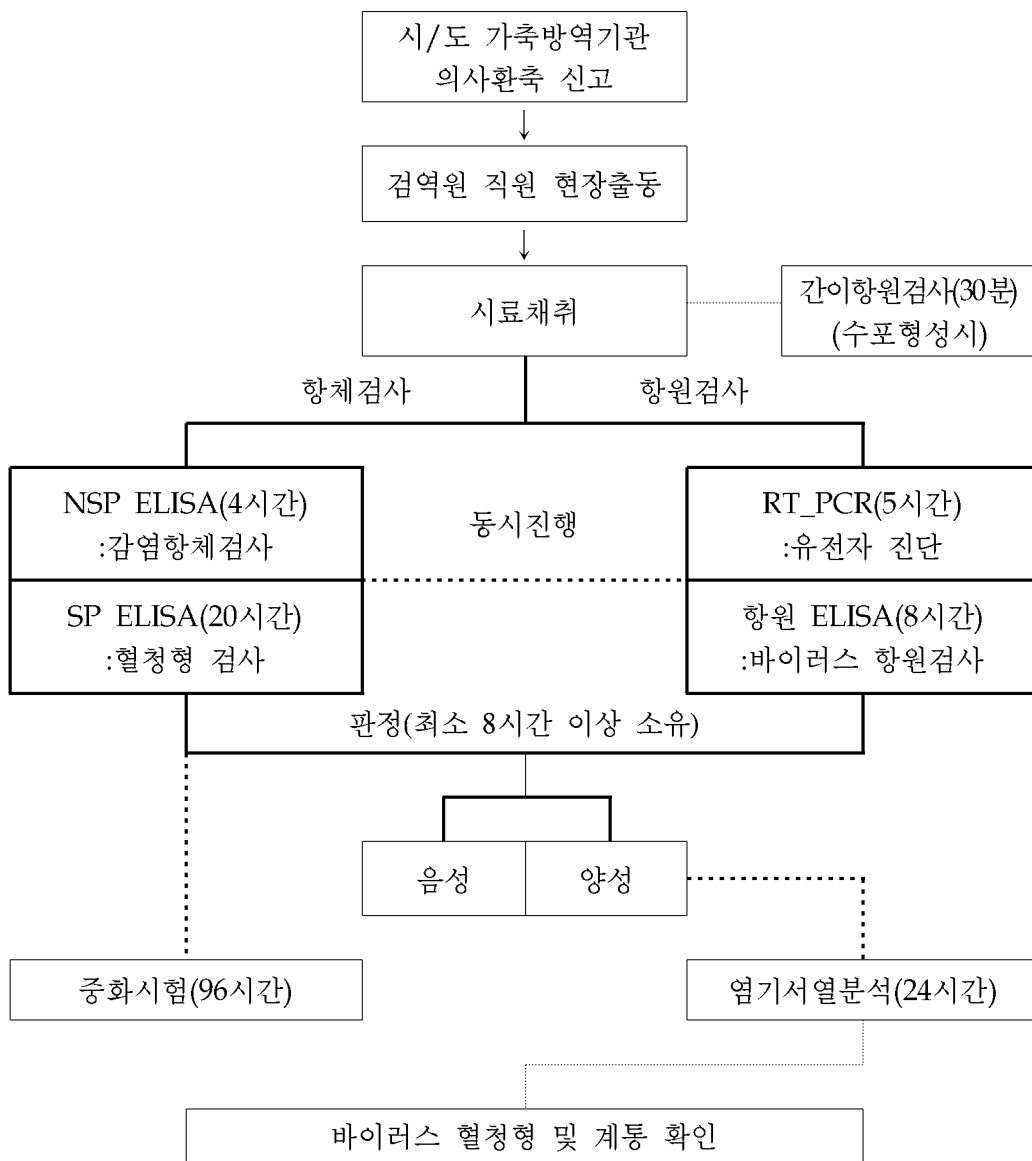 시/도 가축방역기관
의사환축 신고
↓
검역원 직원 현장출동
↓
시료채취
간이항원검사(30분)
(수포형성시)
항체검사
항원검사
NSP ELISA(4시간)
:감염항체검사
동시진행
RT_PCR(5시간)
:유전자 진단
SP ELISA(20시간)
:혈청형 검사
항원 ELISA(8시간)
:바이러스 항원검사
판정(최소 8시간 이상 소유)
음성
양성
중화시험(96시간)
염기서열분석(24시간)
바이러스 혈청형 및 계통 확인